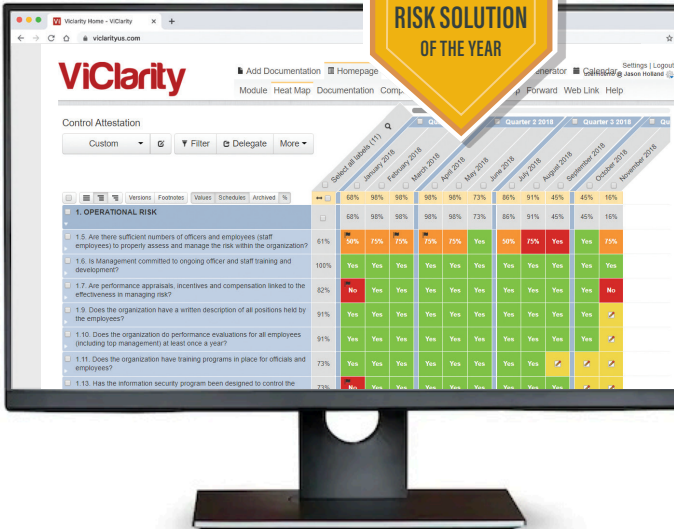 RISK SOLUTION
OF THE YEAR
Viclarity Home - ViClarity
viclarityus.com
ViClarity
Settings | Logout
Add Documentation Homepage Calendar
Jason Holland
Module Heat Map Documentation Forward Web Link Help
Control Attestation
Custom Filter Delegate More
Select all labels (11)
Quarter 2 2018 Quarter 3 2018
January 2018 February 2018 March 2018 April 2018 May 2018 June 2018 July 2018 August 2018 September 2018 October 2018 November 2018
Versions Footnotes Values Schedules Archived %
68% 98% 98% 98% 98% 73% 86% 91% 45% 45% 16%
1. OPERATIONAL RISK
68% 98% 98% 98% 98% 73% 86% 91% 45% 45% 16%
1.5. Are there sufficient numbers of officers and employees (staff
employees) to properly assess and manage the risk within the organization?
61% 50% 75% 75% 75% 75% Yes 50% 75% Yes Yes 75%
1.6. Is Management committed to ongoing officer and staff training and
development?
100% Yes Yes Yes Yes Yes Yes Yes Yes Yes Yes Yes
1.7. Are performance appraisals, incentives and compensation linked to the
effectiveness in managing risk?
82% No Yes Yes Yes Yes Yes Yes Yes Yes Yes No
1.9. Does the organization have a written description of all positions held by
the employees?
91% Yes Yes Yes Yes Yes Yes Yes Yes Yes Yes
1.10. Does the organization do performance evaluations for all employees
(including top management) at least once a year?
91% Yes Yes Yes Yes Yes Yes Yes Yes Yes Yes
1.11. Does the organization have training programs in place for officials and
employees?
73% Yes Yes Yes Yes Yes Yes Yes Yes
1.13. Has the information security program been designed to control the
73% No Yes Yes Yes Yes Yes Yes Yes Yes